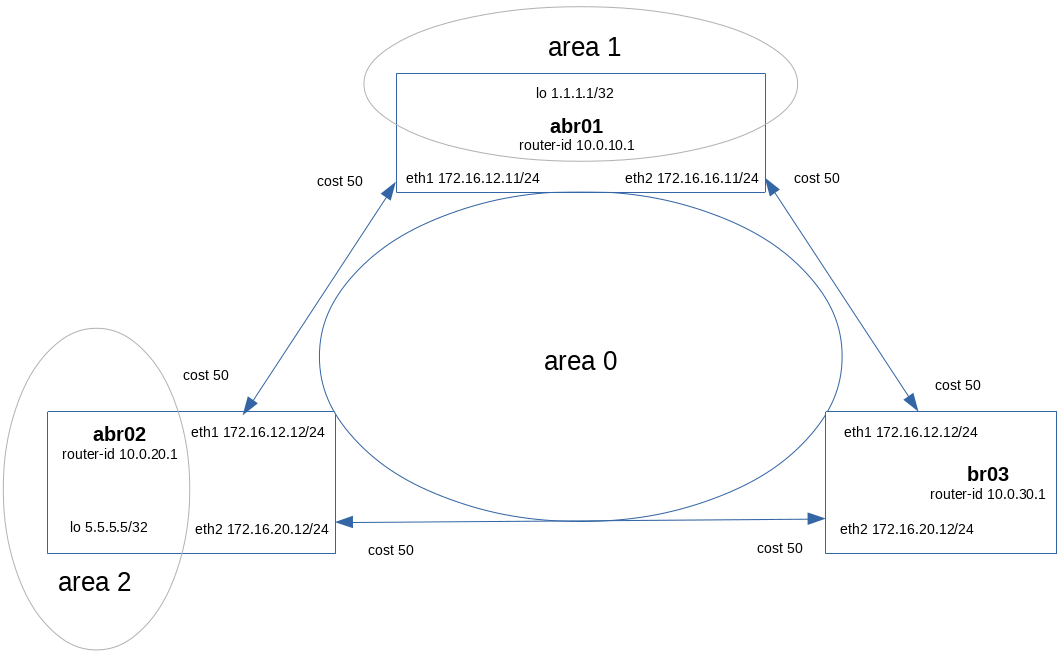 area 1
lo 1.1.1.1/32
abr01
router-id 10.0.10.1
eth1 172.16.12.11/24
eth2 172.16.16.11/24
cost 50
cost 50
area 0
cost 50
cost 50
abr02
router-id 10.0.20.1
eth1 172.16.12.12/24
lo 5.5.5.5/32
eth2 172.16.20.12/24
area 2
cost 50
cost 50
eth1 172.16.12.12/24
br03
router-id 10.0.30.1
eth2 172.16.20.12/24